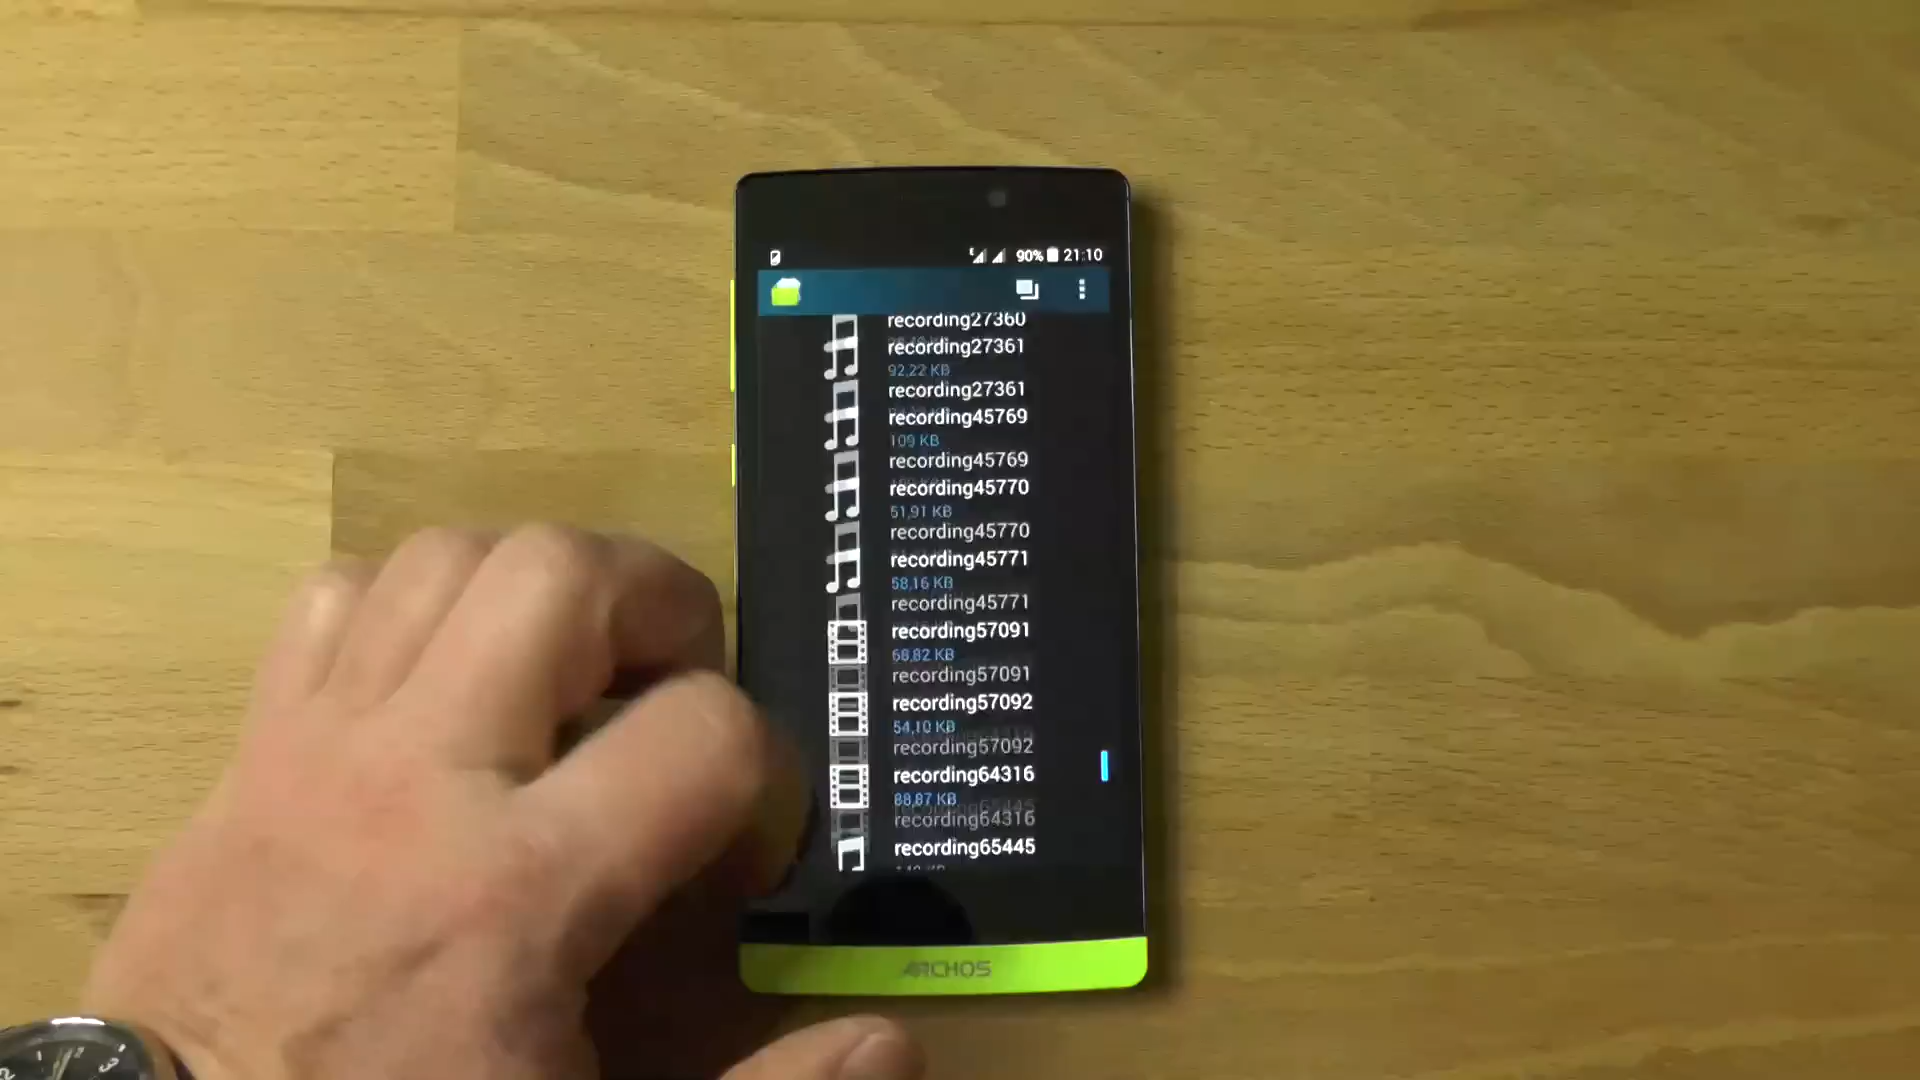 90% 21:10
recording27360
recording27361
92,22 KB
recording27361
recording45769
109 KB
recording45769
recording45770
51,91 KB
recording45770
recording45771
58,16 KB
recording45771
recording57091
68,82 KB
recording57091
recording57092
54,10 KB
recording57092
recording64316
88,87 KB
recording64316
recording65445
ARCHOS